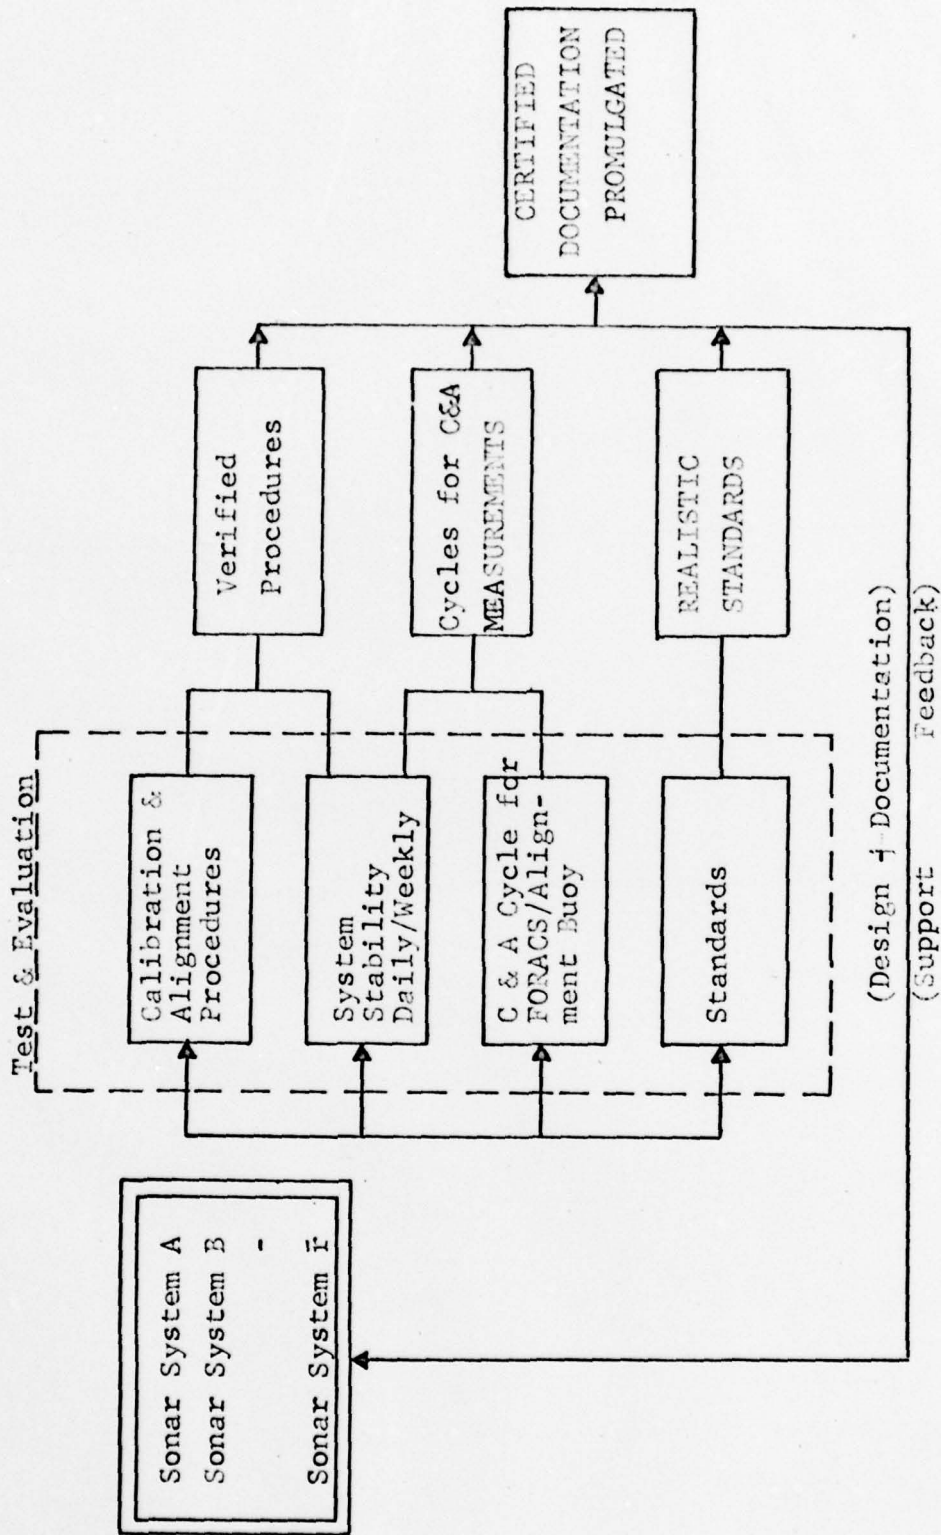 Test & Evaluation
Sonar System A
Sonar System B
-
Sonar System r
Calibration &
Alignment
Procedures
System
Stability
Daily/Weekly
C & A Cycle for
FORACS/Align-
ment Buoy
Standards
Verified
Procedures
Cycles for C&A
MEASUREMENTS
REALISTIC
STANDARDS
CERTIFIED
DOCUMENTATION
PROMULGATED
(Design + Documentation)
(Support Feedback)